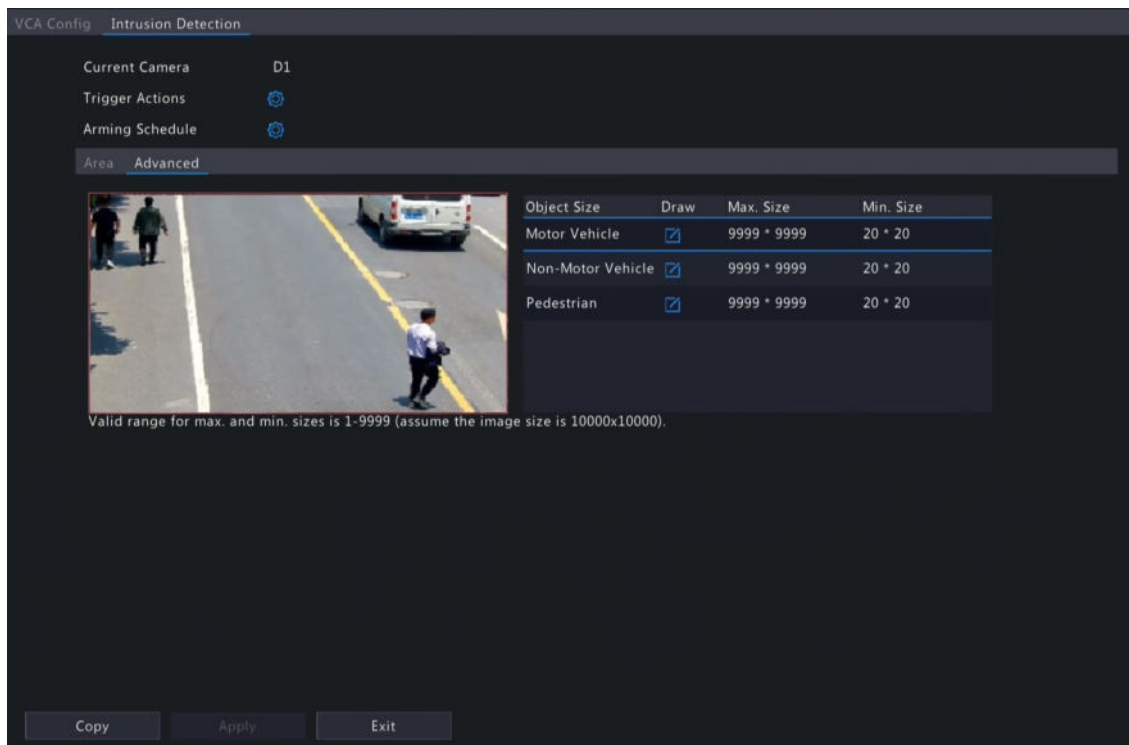 VCA Config Intrusion Detection
Current Camera D1
Trigger Actions
Arming Schedule
Area Advanced
Object Size Draw Max. Size Min. Size
Motor Vehicle 9999 * 9999 20 * 20
Non-Motor Vehicle 9999 * 9999 20 * 20
Pedestrian 9999 * 9999 20 * 20
Valid range for max. and min. sizes is 1-9999 (assume the image size is 10000x10000).
Copy Apply Exit